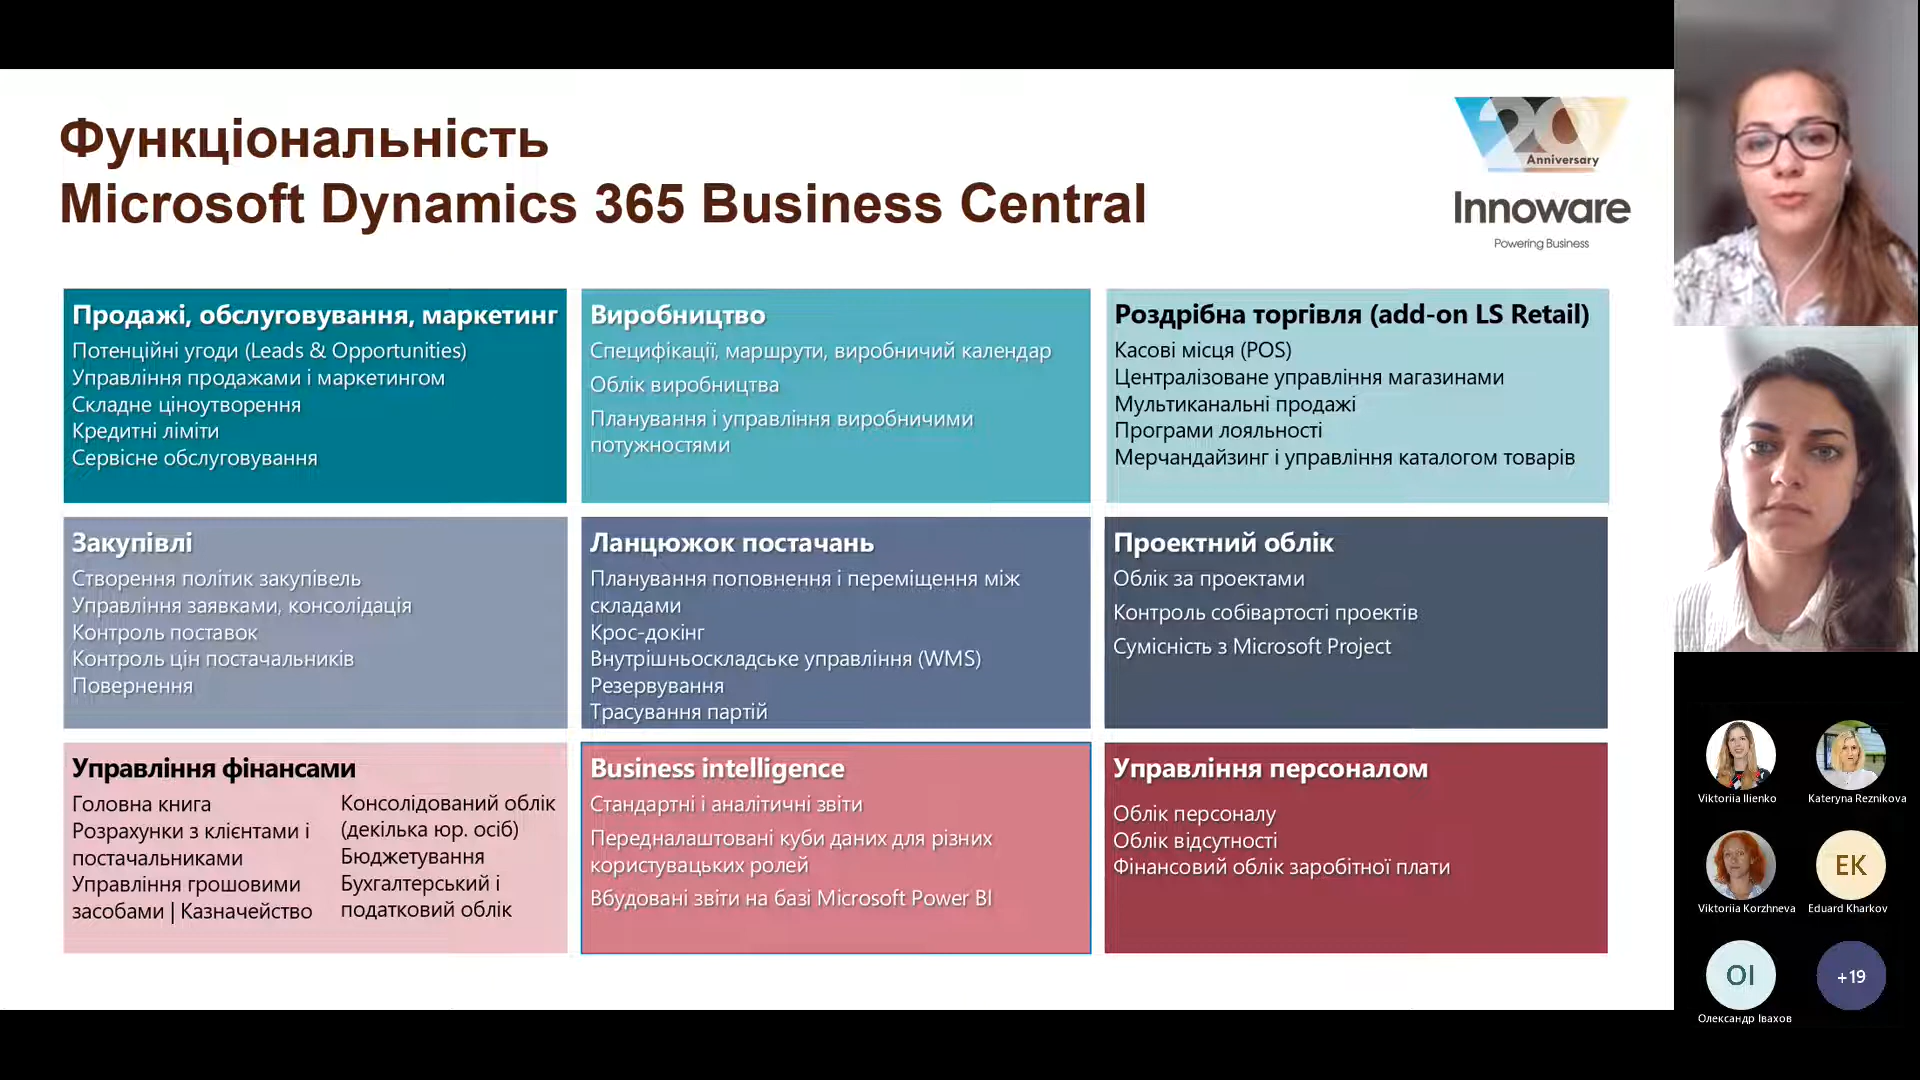 Функціональність
Microsoft Dynamics 365 Business Central
20
Anniversary
Innoware
Powering Business
Продажі, обслуговування, маркетинг
Потенційні угоди (Leads & Opportunities)
Управління продажами і маркетингом
Складне ціноутворення
Кредитні ліміти
Сервісне обслуговування
Виробництво
Специфікації, маршрути, виробничий календар
Облік виробництва
Планування і управління виробничими
потужностями
Роздрібна торгівля (add-on LS Retail)
Касові місця (POS)
Централізоване управління магазинами
Мультиканальні продажі
Програми лояльності
Мерчандайзинг і управління каталогом товарів
Закупівлі
Створення політик закупівель
Управління заявками, консолідація
Контроль поставок
Контроль цін постачальників
Повернення
Ланцюжок постачань
Планування поповнення і переміщення між
складами
Крос-докінг
Внутрішньоскладське управління (WMS)
Резервування
Трасування партій
Проектний облік
Облік за проектами
Контроль собівартості проектів
Сумісність з Microsoft Project
Управління фінансами
Головна книга
Розрахунки з клієнтами і
постачальниками
Управління грошовими
засобами | Казначейство
Консолідований облік
(декілька юр. осіб)
Бюджетування
Бухгалтерський і
податковий облік
Business intelligence
Стандартні і аналітичні звіти
Передналаштовані куби даних для різних
користувацьких ролей
Вбудовані звіти на базі Microsoft Power BI
Управління персоналом
Облік персоналу
Облік відсутності
Фінансовий облік заробітної плати
Viktoriia Ilienko
Kateryna Reznikova
Viktoriia Korzhneva
EK
Eduard Kharkov
OI
Олександр Івахов
+19